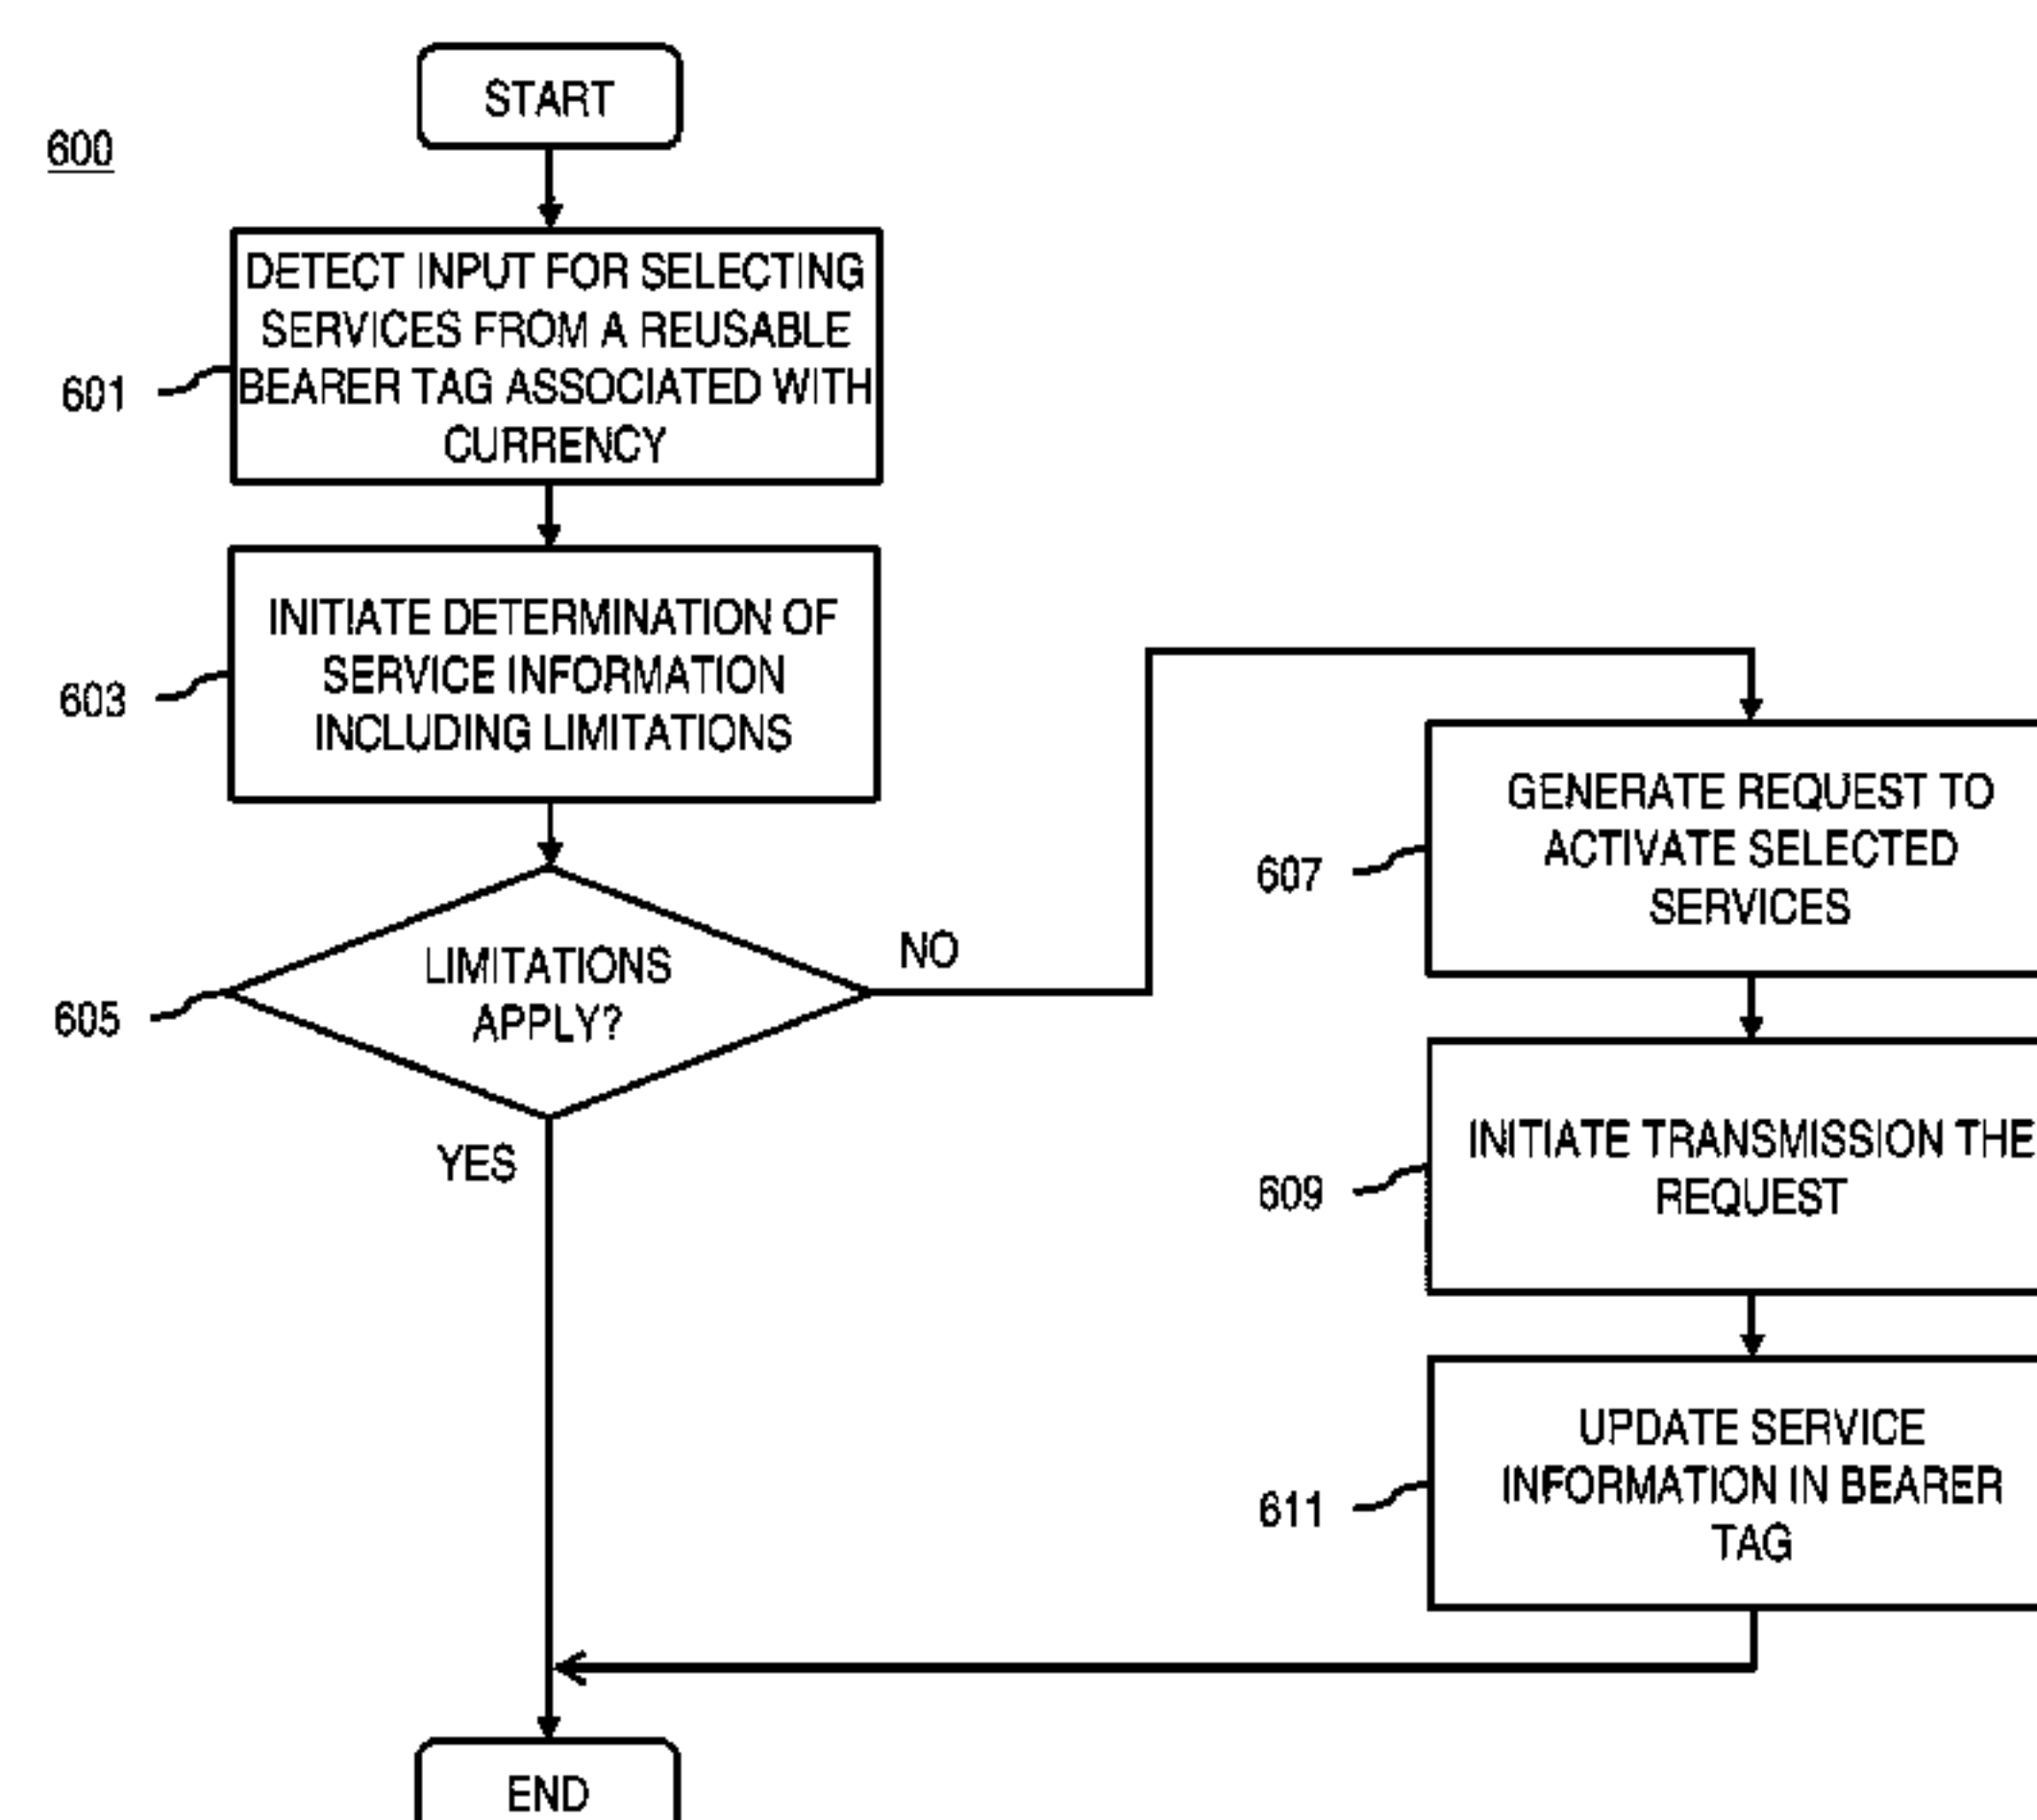 START
600
DETECT INPUT FOR SELECTING
SERVICES FROM A REUSABLE
BEARER TAG ASSOCIATED WITH
CURRENCY
601
INITIATE DETERMINATION OF
SERVICE INFORMATION
INCLUDING LIMITATIONS
603
LIMITATIONS
APPLY?
605
NO
YES
GENERATE REQUEST TO
ACTIVATE SELECTED
SERVICES
607
INITIATE TRANSMISSION THE
REQUEST
609
UPDATE SERVICE
INFORMATION IN BEARER
TAG
611
END